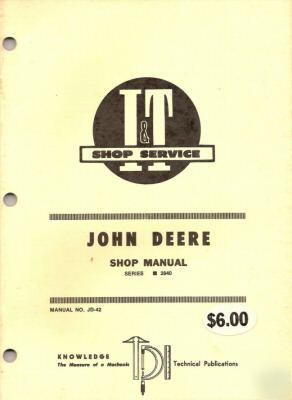 I&T
SHOP SERVICE
JOHN DEERE
SHOP MANUAL
SERIES ■ 2840
MANUAL NO. JD-42
$6.00
KNOWLEDGE
The Measure of a Mechanic
TPI
Technical Publications